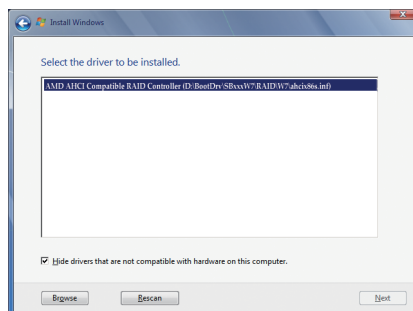 Install Windows
Select the driver to be installed.
AMD AHCI Compatible RAID Controller (D:\BootDrv\SBxxW7\RAID\W7\ahcix86s.inf)
Hide drivers that are not compatible with hardware on this computer.
Browse Rescan Next